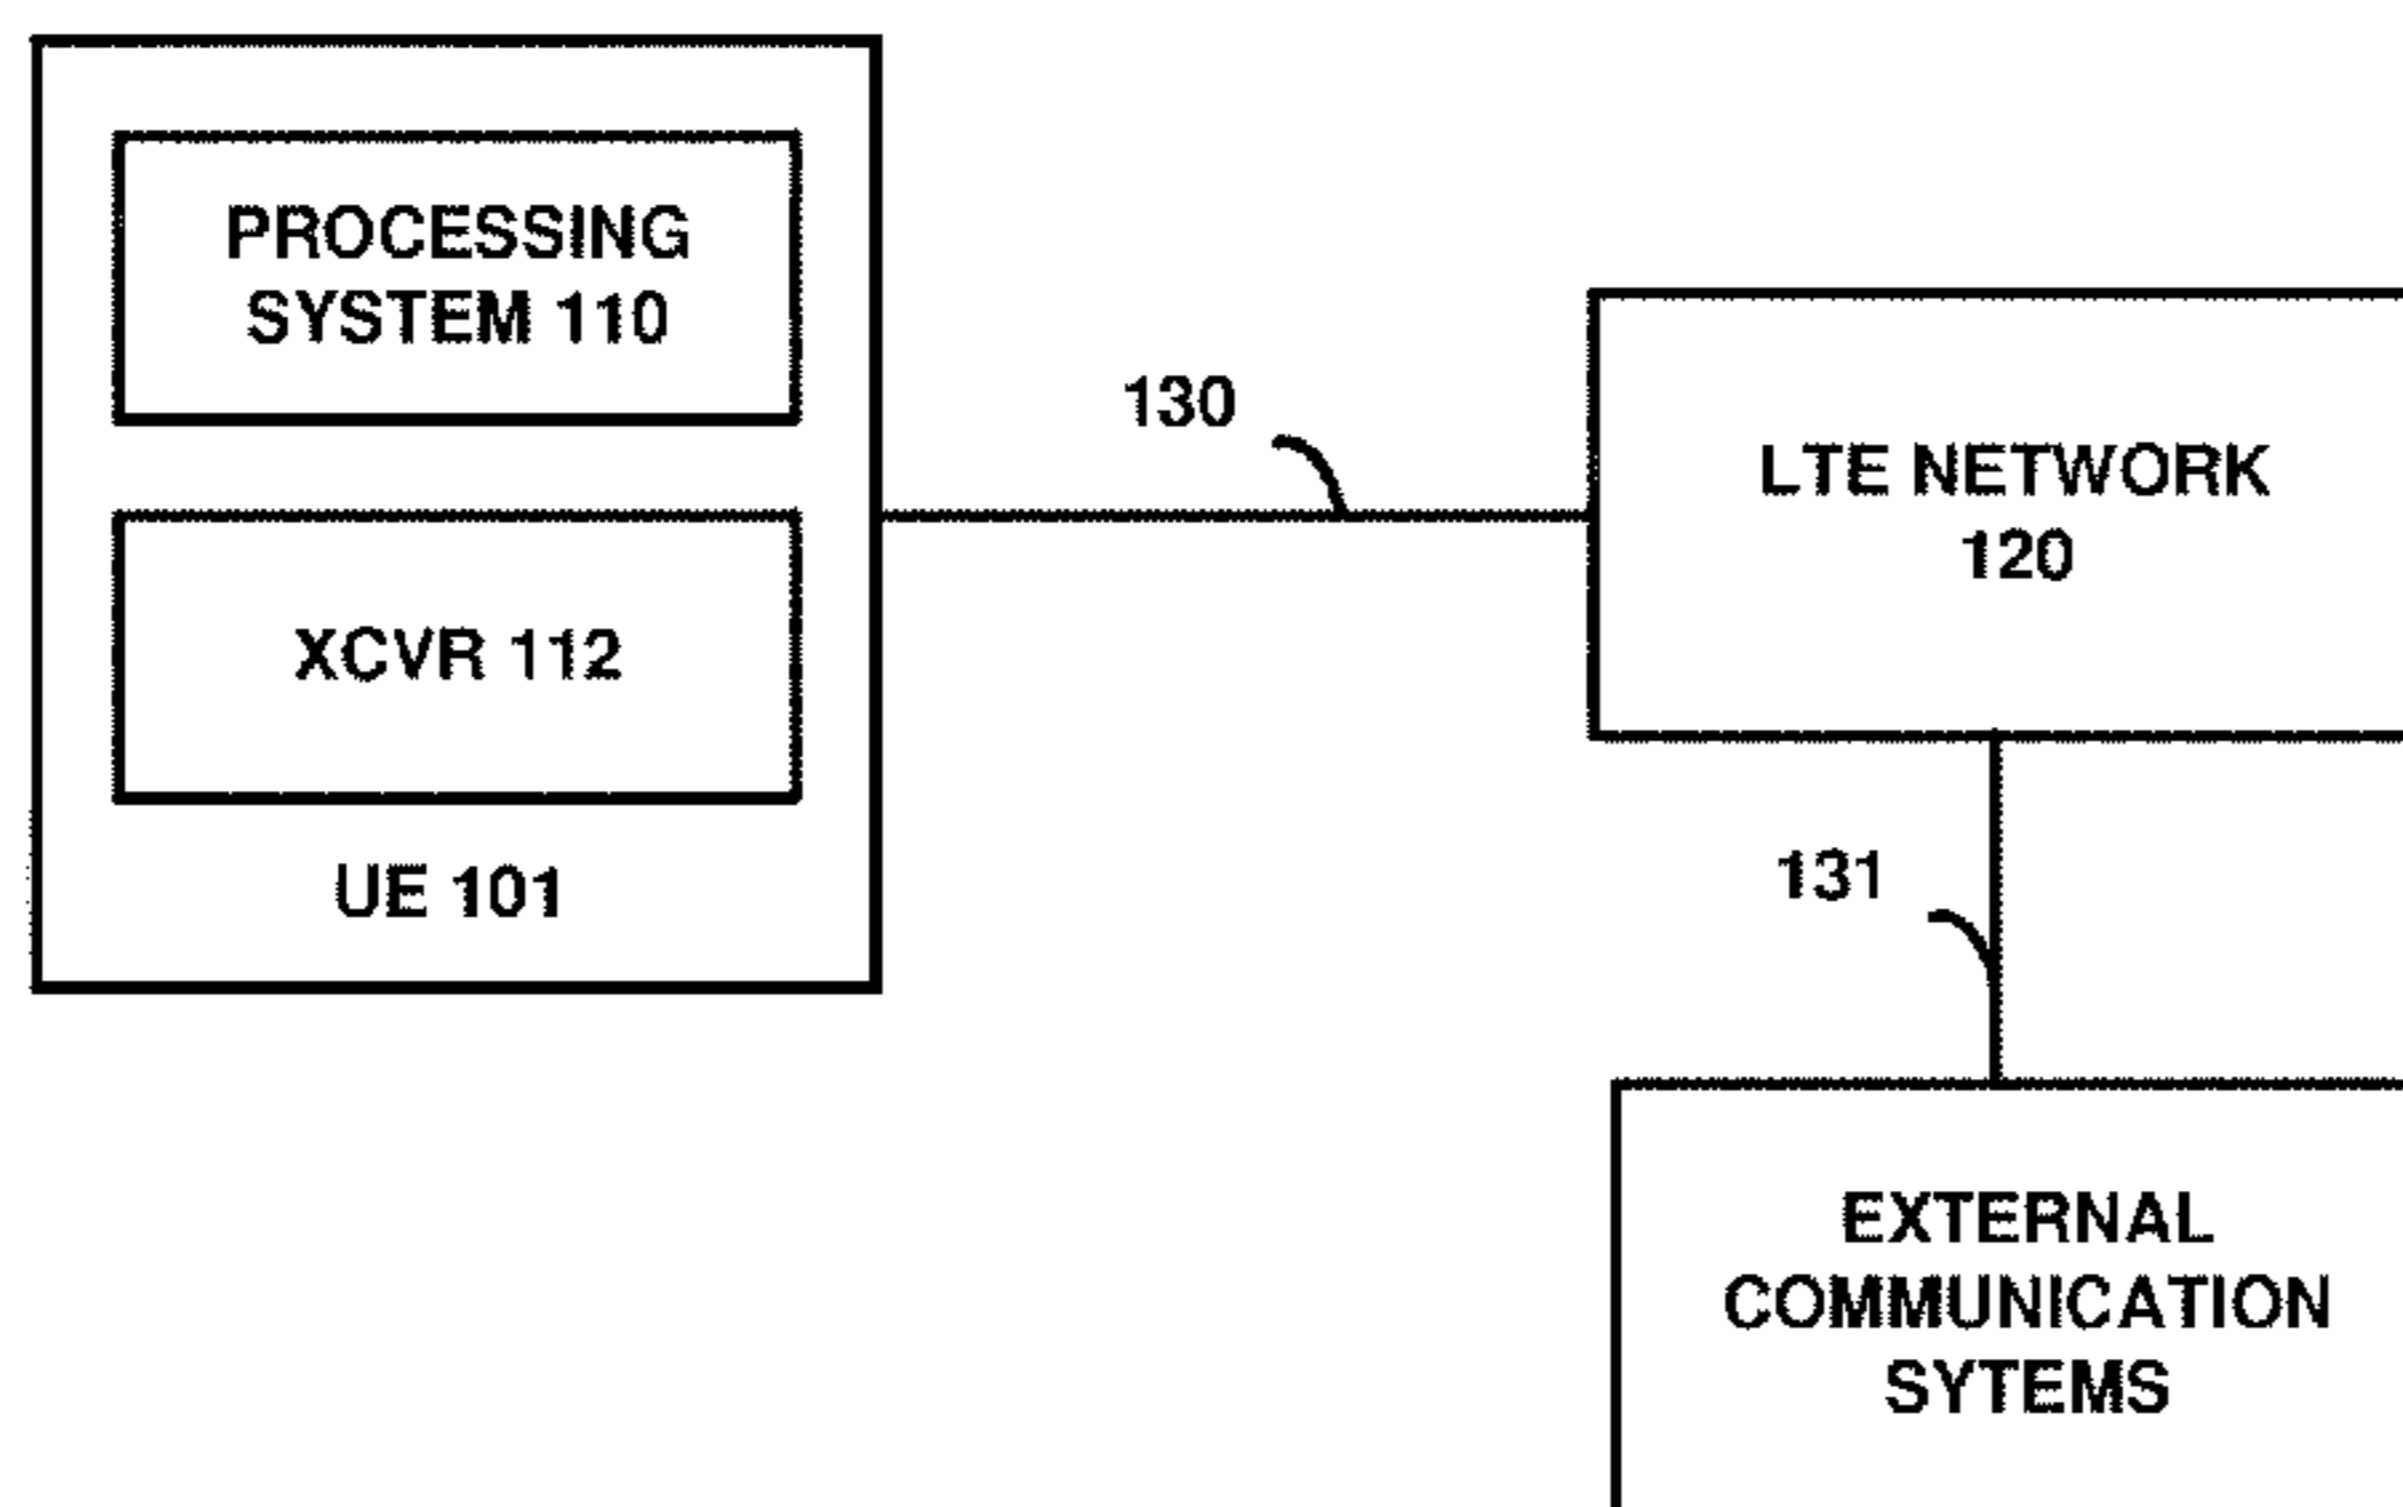 PROCESSING
SYSTEM 110
XCVR 112
UE 101
130
LTE NETWORK
120
131
EXTERNAL
COMMUNICATION
SYTEMS